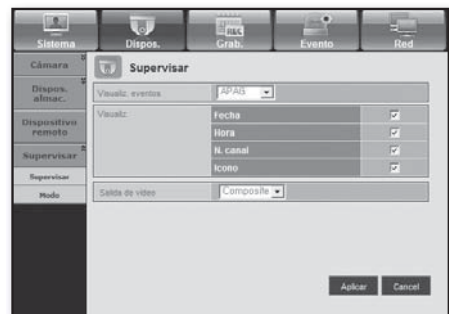 REC
Sistema Dispos. Grab. Evento Red
Cámara
Dispos. almac.
Dispositivo remoto
Supervisar
Supervisar
Modo
Supervisar
Visualiz. eventos APAG
Visualiz. Fecha
Hora
N. canal
Icono
Salida de vídeo Composite
Aplicar Cancel